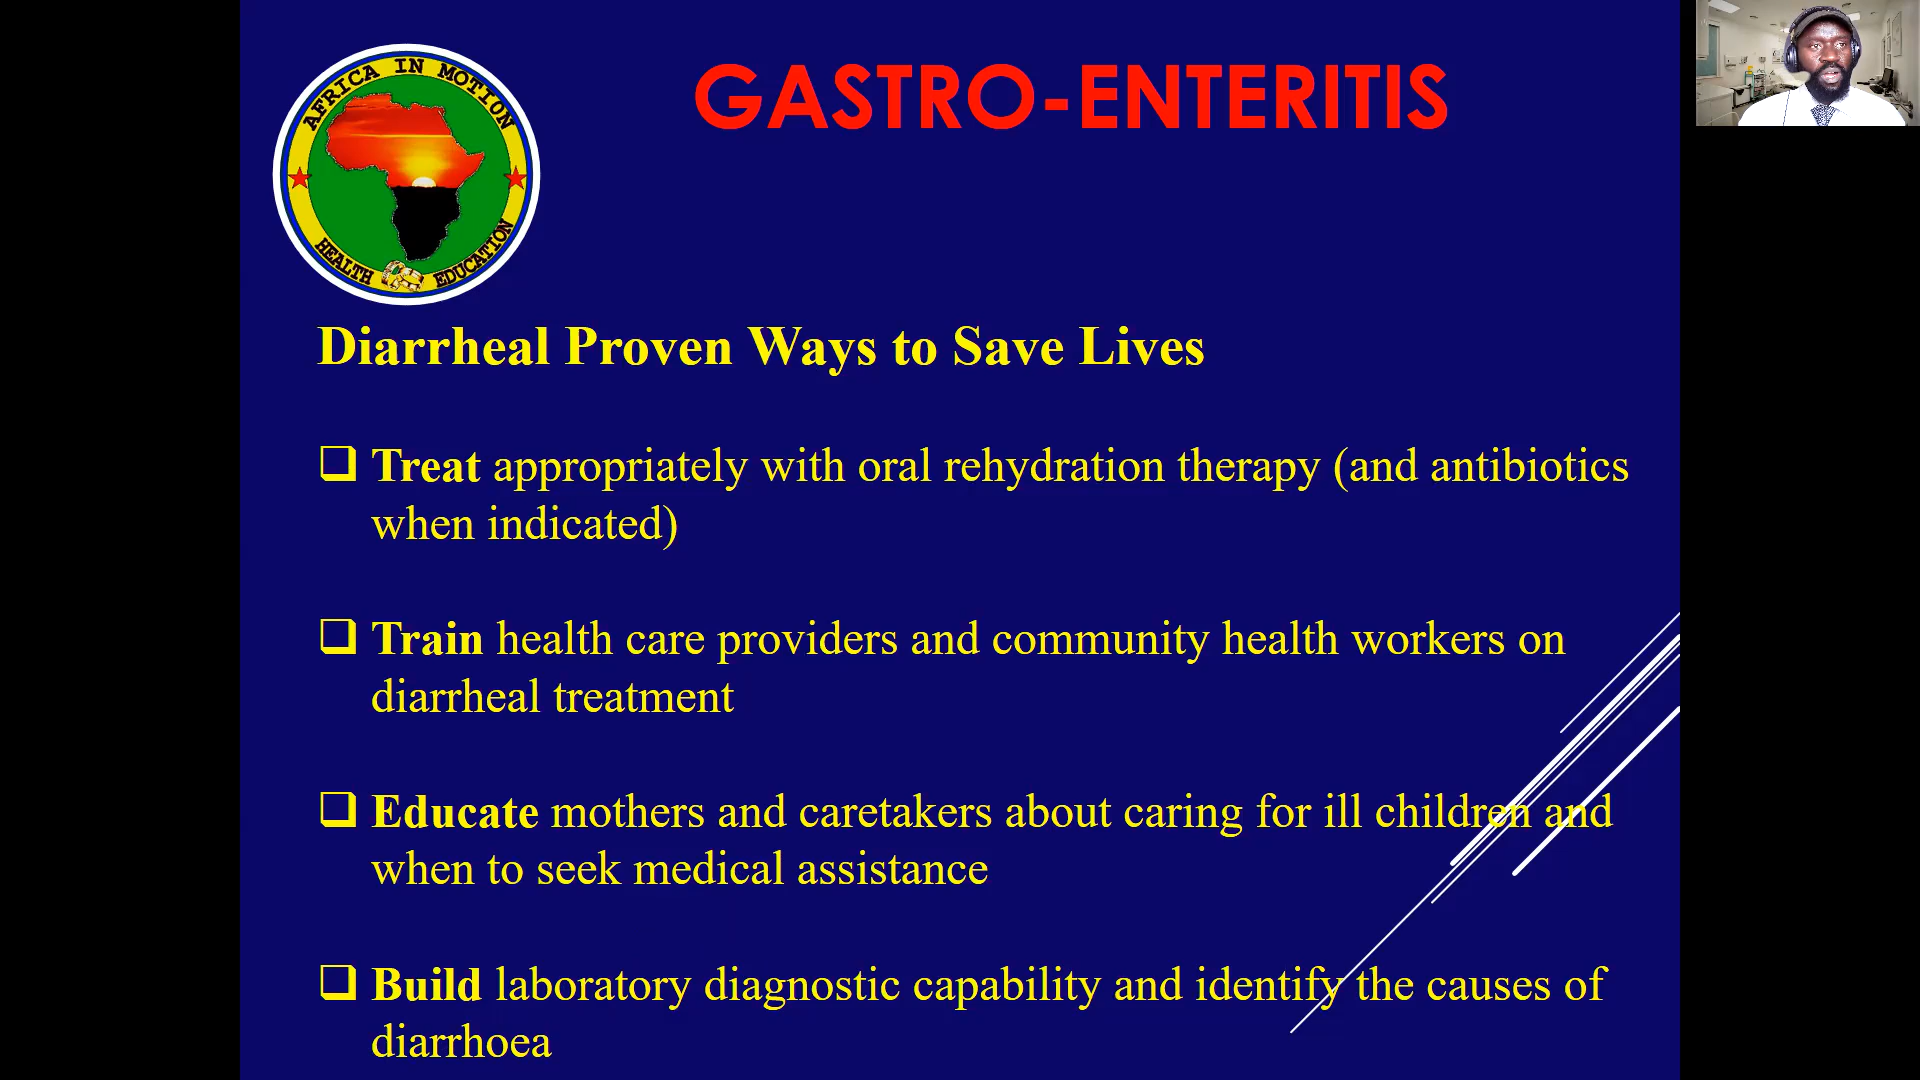 AFRICA IN MOTION
HEALTH EDUCATION
GASTRO-ENTERITIS
Diarrheal Proven Ways to Save Lives
Treat appropriately with oral rehydration therapy (and antibiotics
when indicated)
Train health care providers and community health workers on
diarrheal treatment
Educate mothers and caretakers about caring for ill children and
when to seek medical assistance
Build laboratory diagnostic capability and identify the causes of
diarrhoea